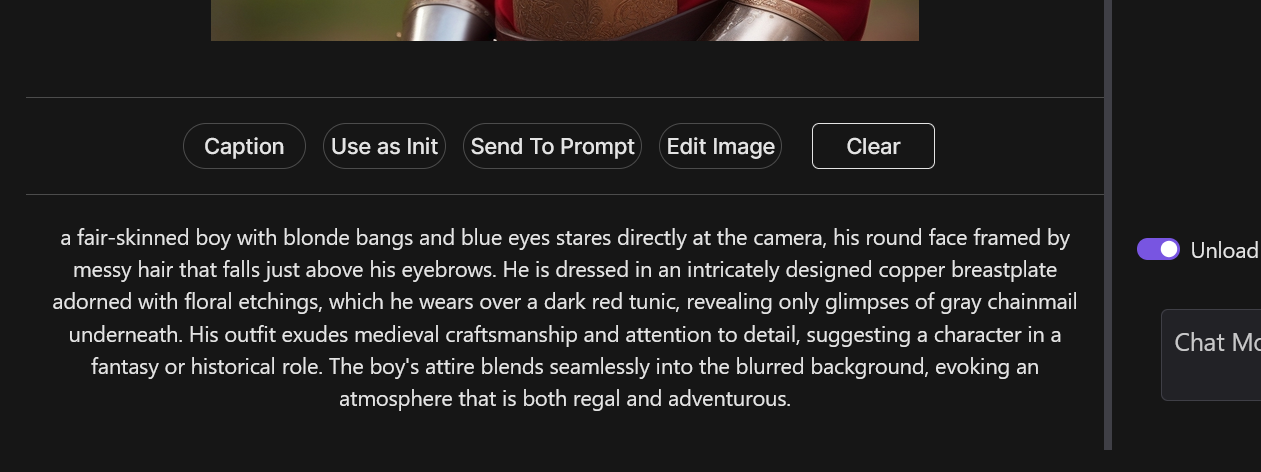 Caption Use as Init Send To Prompt Edit Image Clear
a fair-skinned boy with blonde bangs and blue eyes stares directly at the camera, his round face framed by
messy hair that falls just above his eyebrows. He is dressed in an intricately designed copper breastplate
adorned with floral etchings, which he wears over a dark red tunic, revealing only glimpses of gray chainmail
underneath. His outfit exudes medieval craftsmanship and attention to detail, suggesting a character in a
fantasy or historical role. The boy's attire blends seamlessly into the blurred background, evoking an
atmosphere that is both regal and adventurous.
Unload
Chat Mo